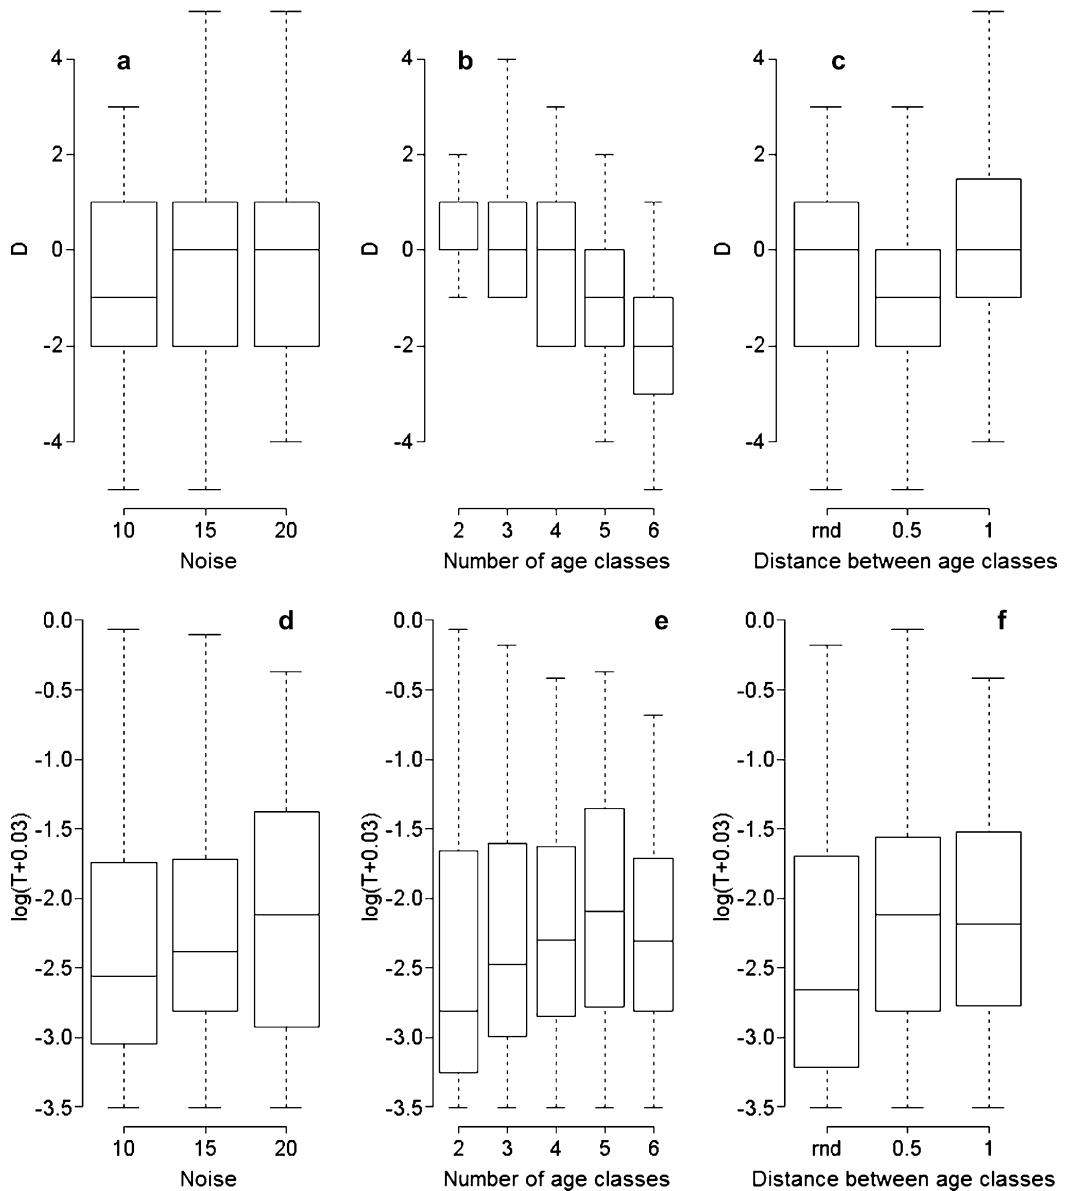 a
4
2
0
-2
-4
D
10 15 20
Noise
b
4
2
0
-2
-4
D
2 3 4 5 6
Number of age classes
c
4
2
0
-2
-4
D
rnd 0.5 1
Distance between age classes
d
0.0
-0.5
-1.0
-1.5
-2.0
-2.5
-3.0
-3.5
log(T+0.03)
10 15 20
Noise
e
0.0
-0.5
-1.0
-1.5
-2.0
-2.5
-3.0
-3.5
log(T+0.03)
2 3 4 5 6
Number of age classes
f
0.0
-0.5
-1.0
-1.5
-2.0
-2.5
-3.0
-3.5
log(T+0.03)
rnd 0.5 1
Distance between age classes